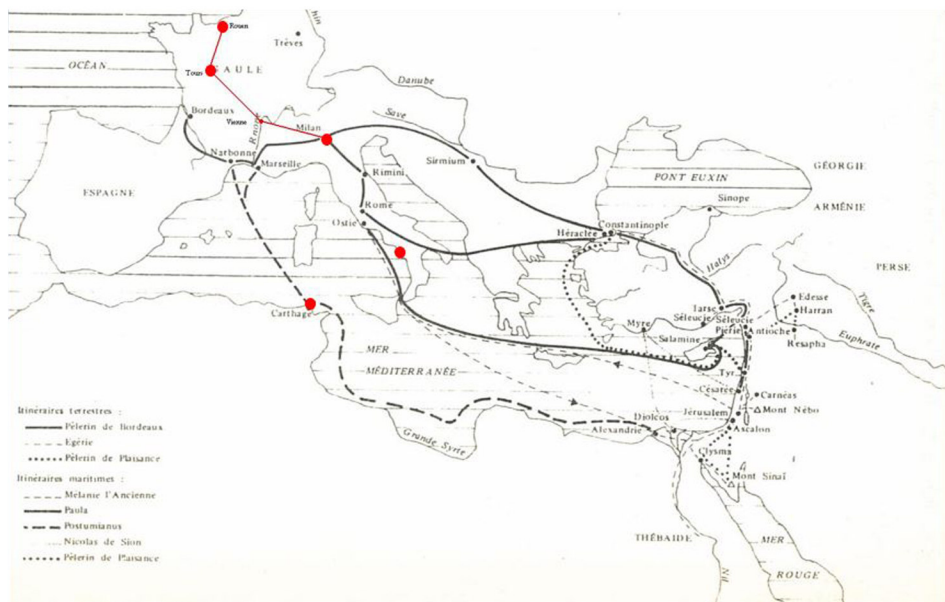 Rouen
Trèves
Tours
GAULE
OCÉAN
Danube
Bordeaux
Vienne
Rhône
Milan
Save
Narbonne
Marseille
Rimini
Sirmium
PONT EUXIN
GÉORGIE
Sinope
ARMÉNIE
ESPAGNE
Rome
Ostie
Constantinople
Héraclée
Halys
PERSE
Tigre
Edesse
Harran
Resapha
Euphrate
Tarse
Séleucie
Séleucie
Piérie
Antioche
Myre
Salamine
Carthage
MER
MÉDITERRANÉE
Tyr
Césarée
Carnéas
Jérusalem
Mont Nébo
Ascalon
Diolcos
Alexandrie
Grande Syrte
Clysma
Mont Sinaï
THÉBAIDE
Nil
MER
ROUGE
Itinéraires terrestres :
Pèlerin de Bordeaux
Egérie
Pèlerin de Plaisance
Itinéraires maritimes :
Mélanie l'Ancienne
Paula
Postumianus
Nicolas de Sion
Pèlerin de Plaisance